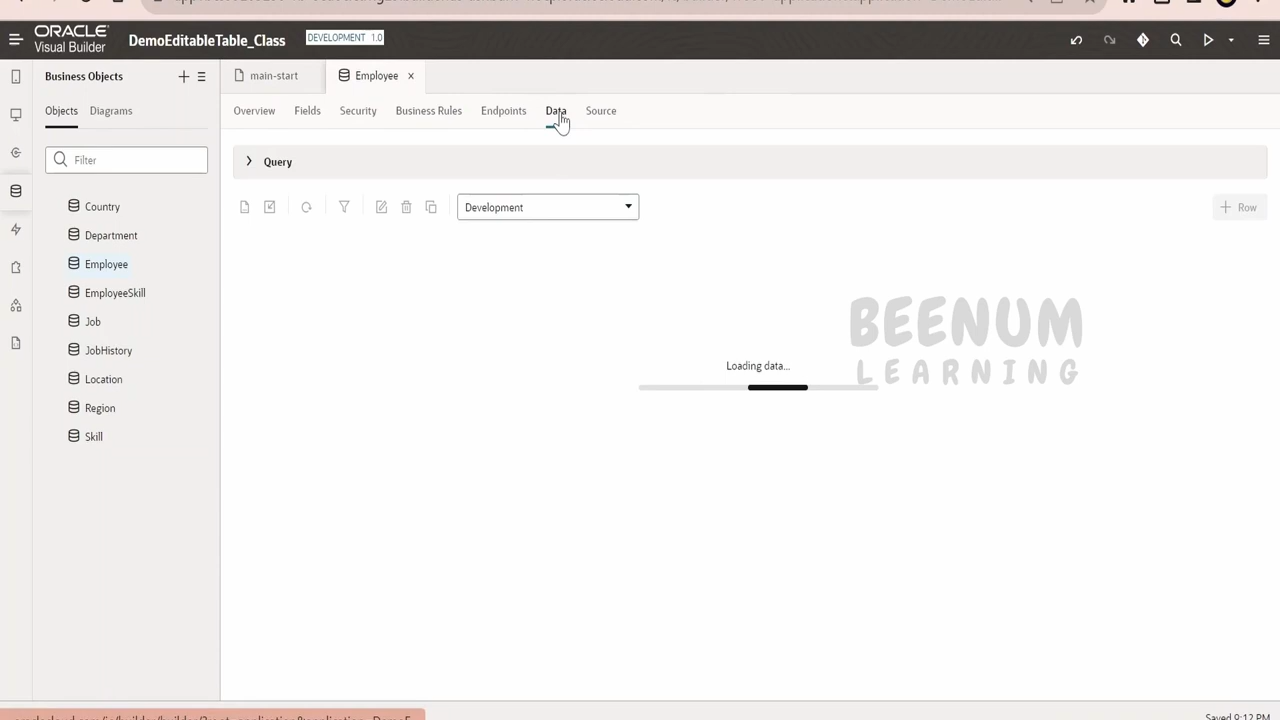 ORACLE
Visual Builder
DemoEditableTable_Class
DEVELOPMENT 1.0
Business Objects
main-start
Employee
Objects
Diagrams
Overview
Fields
Security
Business Rules
Endpoints
Data
Source
Filter
Query
Development
Row
Country
Department
Employee
EmployeeSkill
Job
JobHistory
Location
Region
Skill
Loading data...
BEENUM
LEARNING
Saved 9:12 PM